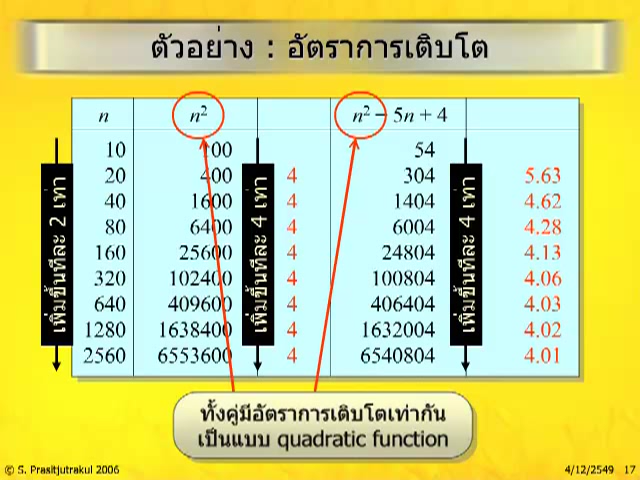 ตัวอย่าง : อัตราการเติบโต
n n² n² − 5n + 4
10 100 54
20 400 4 304 5.63
40 1600 4 1404 4.62
80 6400 4 6004 4.28
160 25600 4 24804 4.13
320 102400 4 100804 4.06
640 409600 4 406404 4.03
1280 1638400 4 1632004 4.02
2560 6553600 4 6540804 4.01
เพิ่มขึ้นทีละ 2 เท่า
เพิ่มขึ้นทีละ 4 เท่า
เพิ่มขึ้นทีละ 4 เท่า
ทั้งคู่มีอัตราการเติบโตเท่ากัน
เป็นแบบ quadratic function
© S. Prasitjutrakul 2006 4/12/2549 17